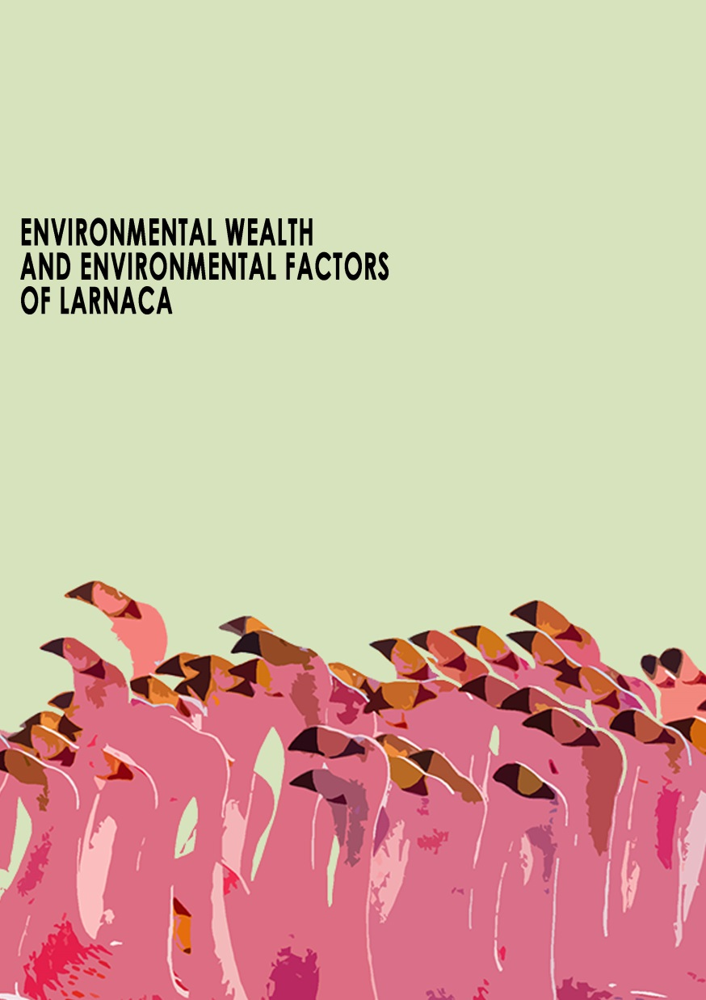 ENVIRONMENTAL WEALTH
AND ENVIRONMENTAL FACTORS
OF LARNACA